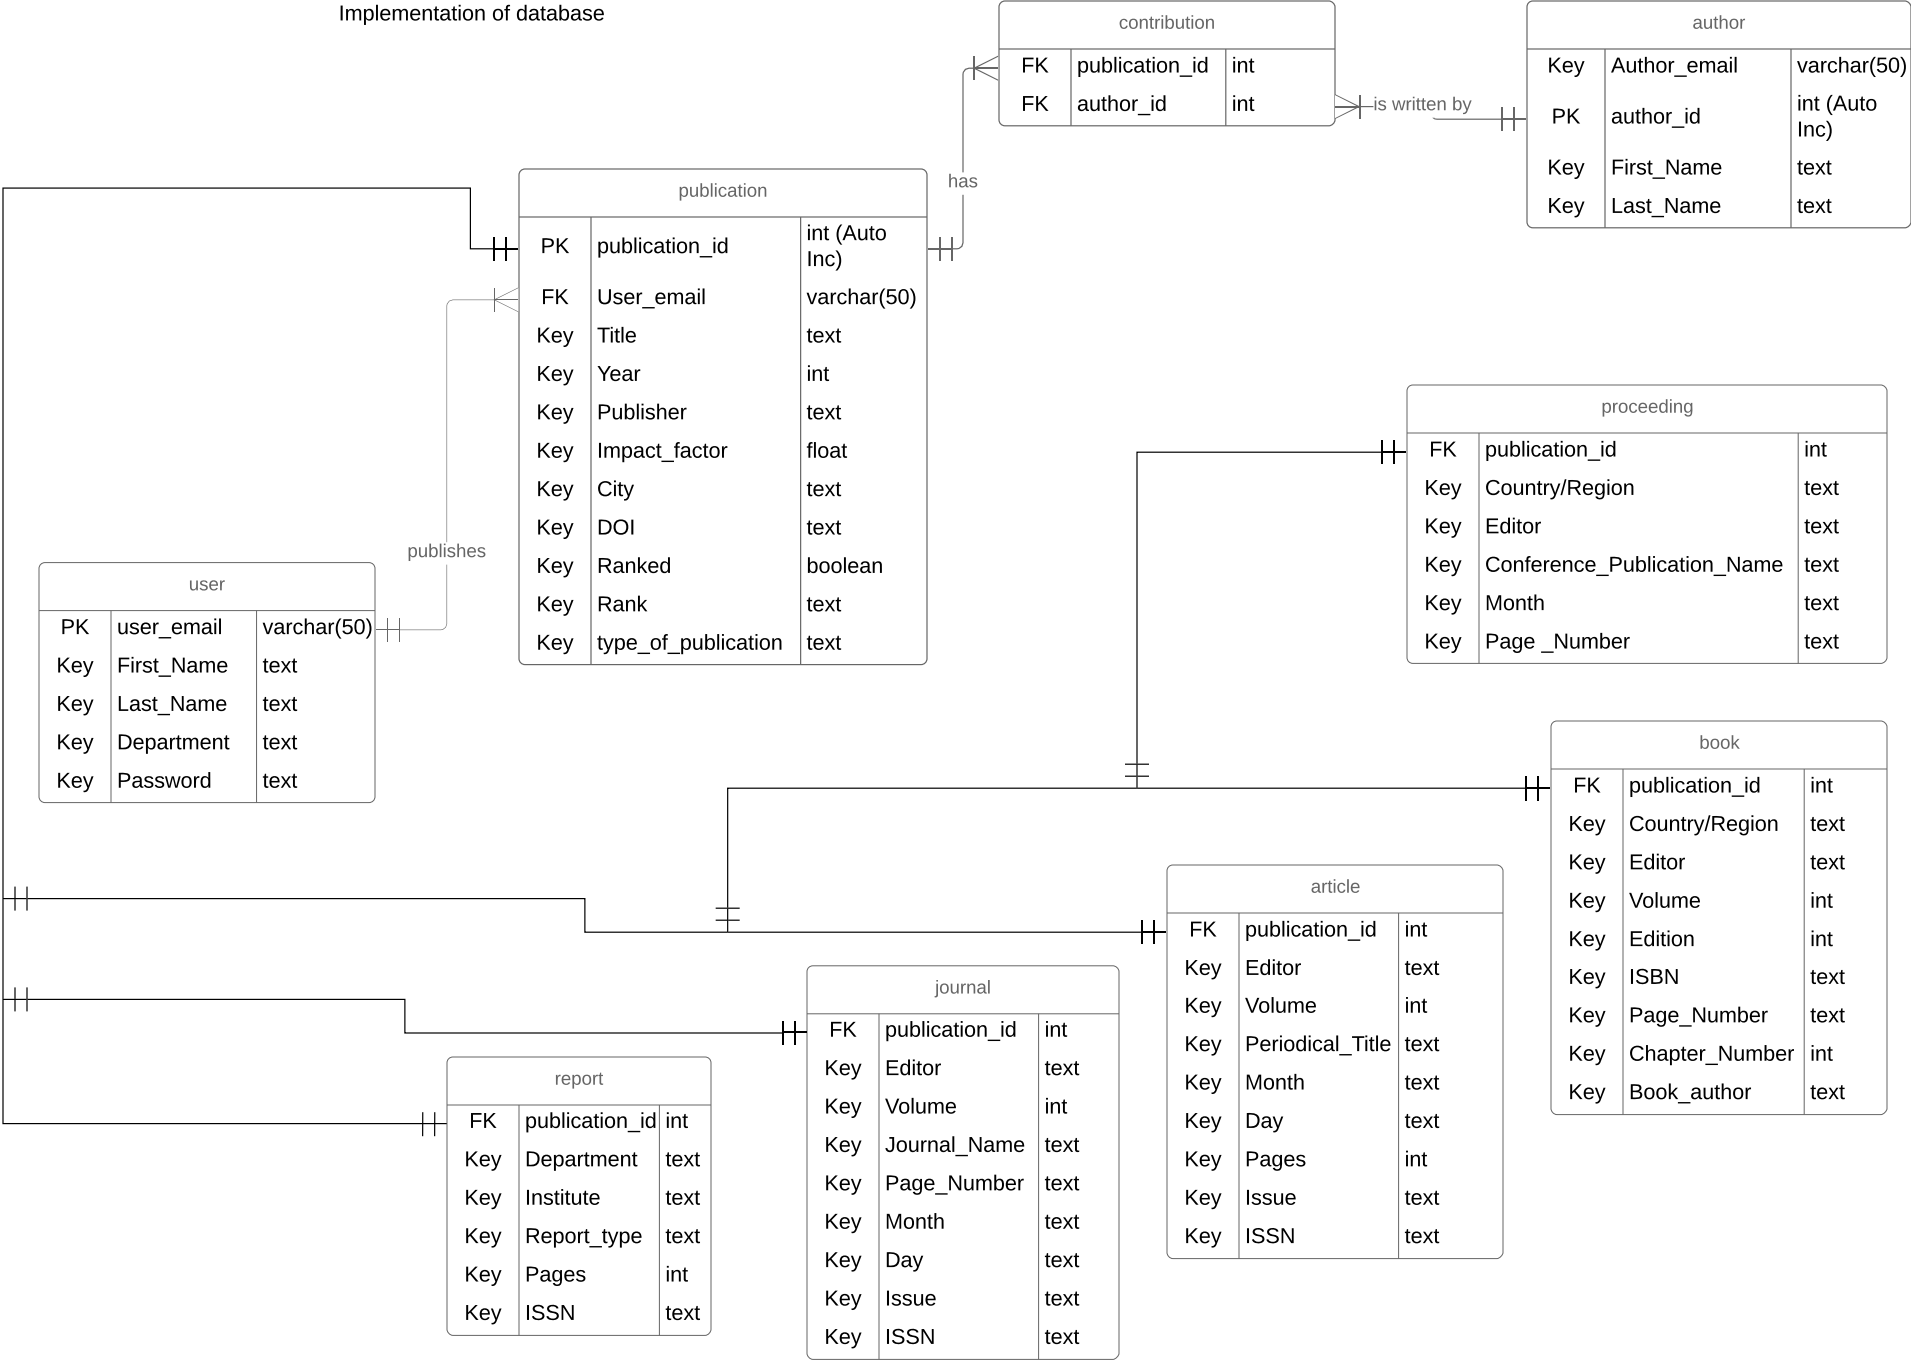 Implementation of database
contribution
FK publication_id int
FK author_id int
author
Key Author_email varchar(50)
PK author_id int (Auto
Inc)
Key First_Name text
Key Last_Name text
is written by
has
publication
PK publication_id int (Auto
Inc)
FK User_email varchar(50)
Key Title text
Key Year int
Key Publisher text
Key Impact_factor float
Key City text
Key DOI text
Key Ranked boolean
Key Rank text
Key type_of_publication text
publishes
user
PK user_email varchar(50)
Key First_Name text
Key Last_Name text
Key Department text
Key Password text
proceeding
FK publication_id int
Key Country/Region text
Key Editor text
Key Conference_Publication_Name text
Key Month text
Key Page _Number text
book
FK publication_id int
Key Country/Region text
Key Editor text
Key Volume int
Key Edition int
Key ISBN text
Key Page_Number text
Key Chapter_Number int
Key Book_author text
article
FK publication_id int
Key Editor text
Key Volume int
Key Periodical_Title text
Key Month text
Key Day text
Key Pages int
Key Issue text
Key ISSN text
journal
FK publication_id int
Key Editor text
Key Volume int
Key Journal_Name text
Key Page_Number text
Key Month text
Key Day text
Key Issue text
Key ISSN text
report
FK publication_id int
Key Department text
Key Institute text
Key Report_type text
Key Pages int
Key ISSN text